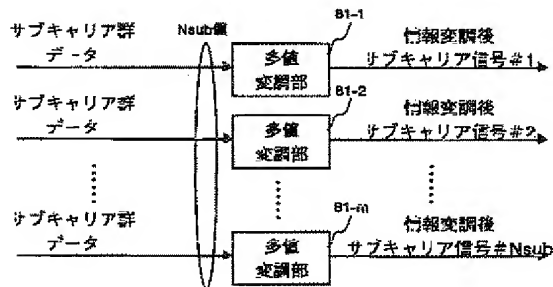 サブキャリア群
データ
Nsub個
多値
変調部
81-1
情報変調後
サブキャリア信号#1
サブキャリア群
データ
多値
変調部
81-2
情報変調後
サブキャリア信号#2
サブキャリア群
データ
多値
変調部
81-m
情報変調後
サブキャリア信号#Nsub